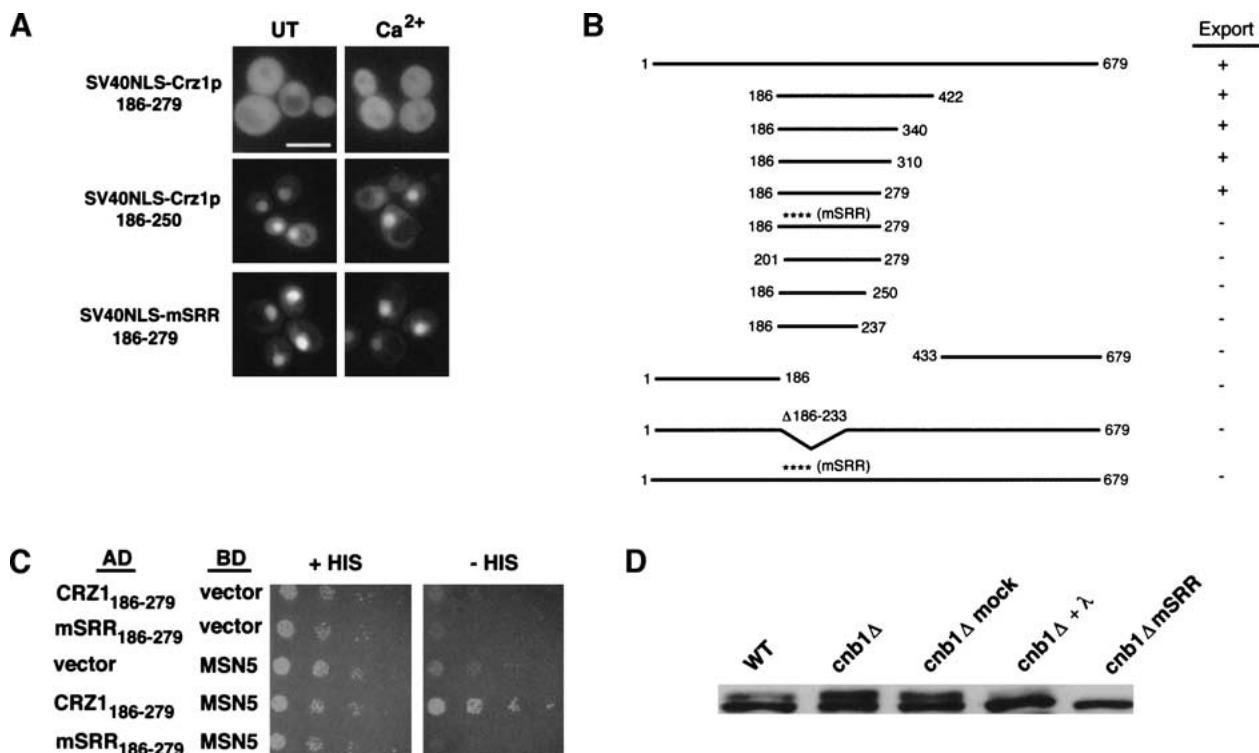 A
UT Ca2+
SV40NLS-Crz1p
186-279
SV40NLS-Crz1p
186-250
SV40NLS-mSRR
186-279
B
Export
1 679 +
186 422 +
186 340 +
186 310 +
186 279 +
**** (mSRR)
186 279 -
201 279 -
186 250 -
186 237 -
433 679 -
1 186 -
Δ186-233
1 679 -
**** (mSRR)
1 679 -
C
AD BD + HIS - HIS
CRZ1186-279 vector
mSRR186-279 vector
vector MSN5
CRZ1186-279 MSN5
mSRR186-279 MSN5
D
WT
cnb1Δ
cnb1Δ mock
cnb1Δ + λ
cnb1Δ mSRR